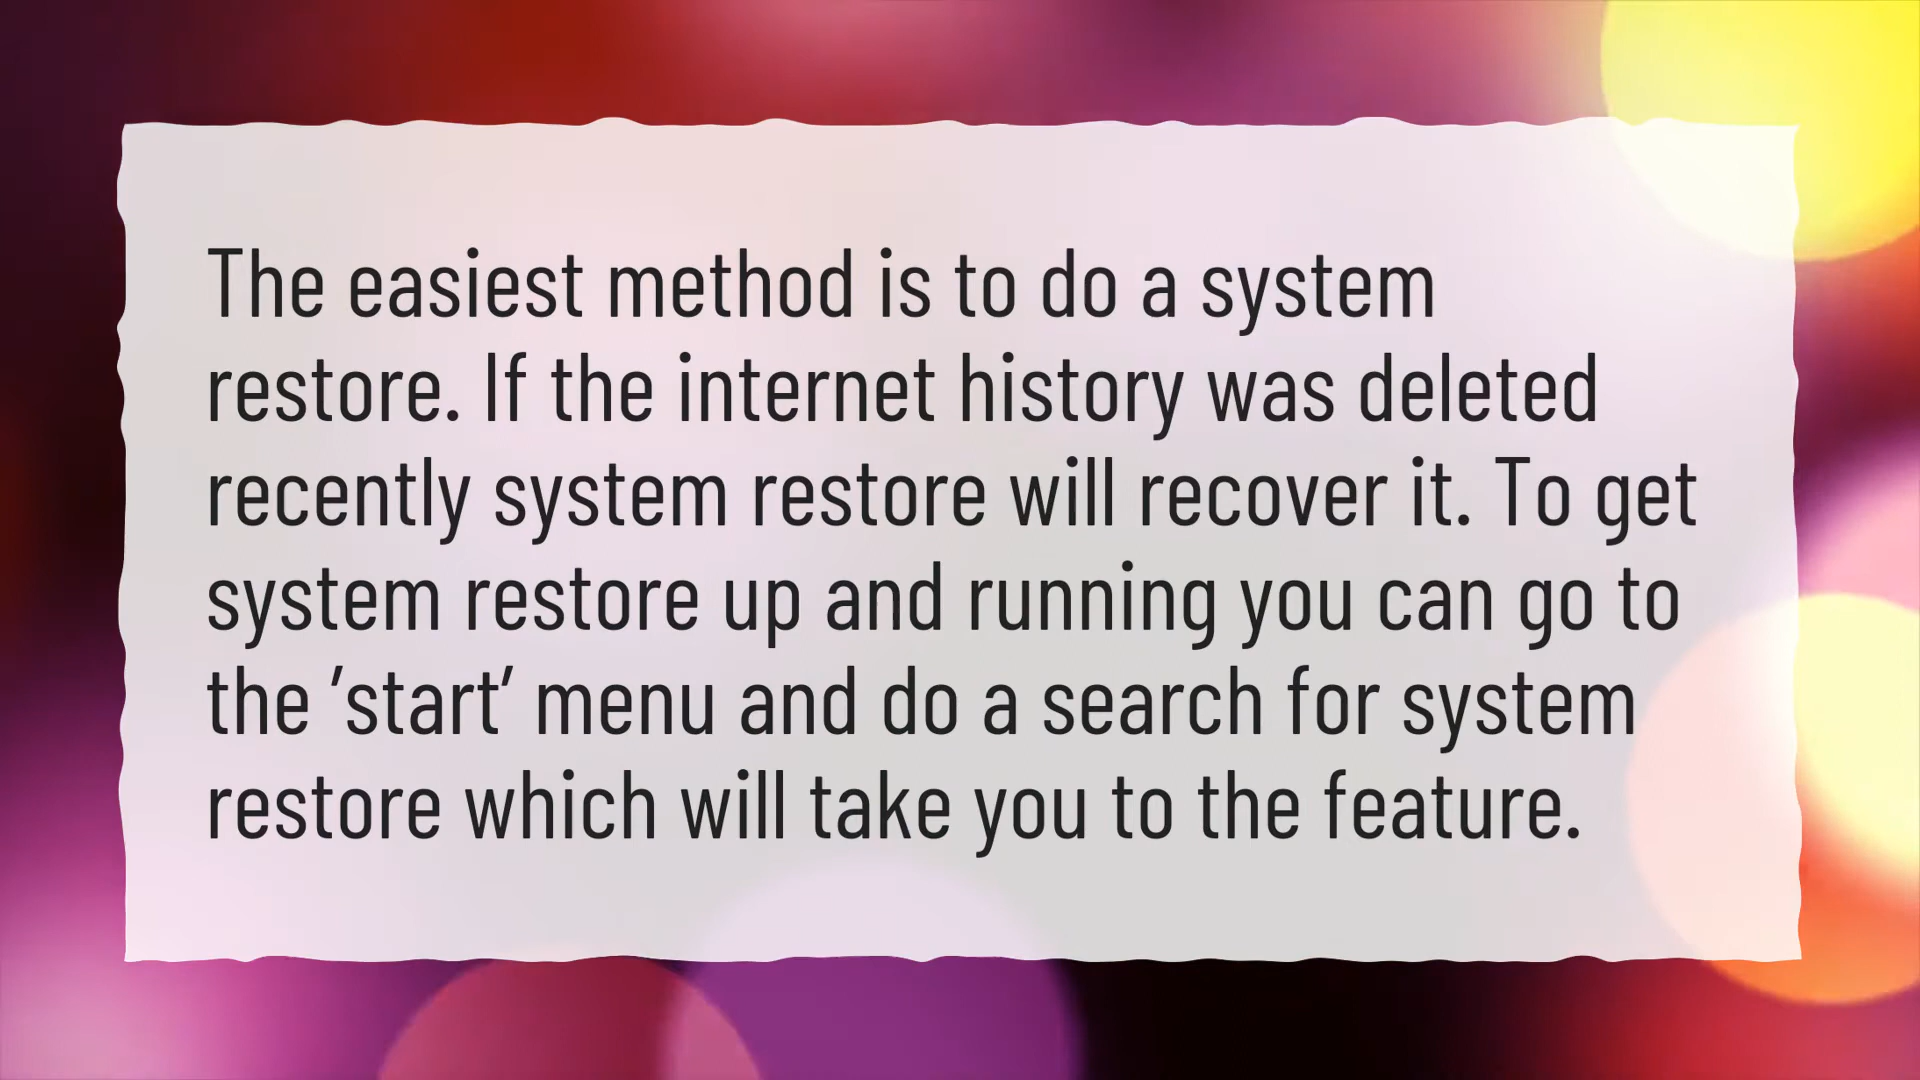 The easiest method is to do a system
restore. If the internet history was deleted
recently system restore will recover it. To get
system restore up and running you can go to
the ’start’ menu and do a search for system
restore which will take you to the feature.